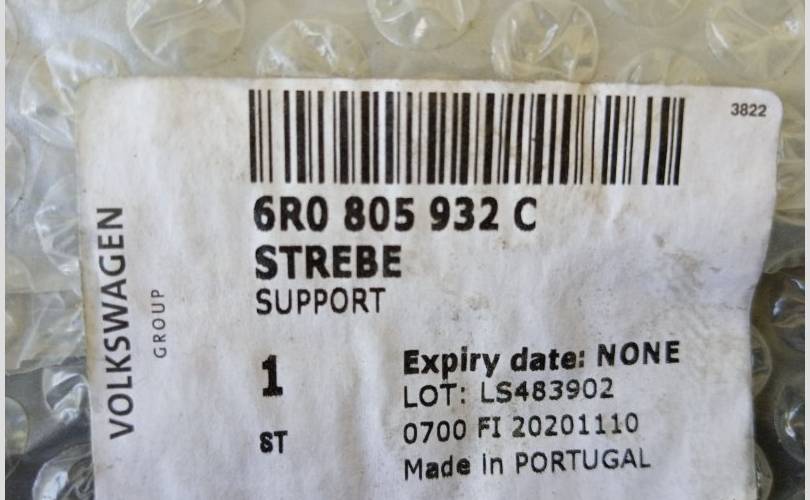 3822
6R0 805 932 C
STREBE
SUPPORT
VOLKSWAGEN
GROUP
1
ST
Expiry date: NONE
LOT: LS483902
0700 FI 20201110
Made in PORTUGAL